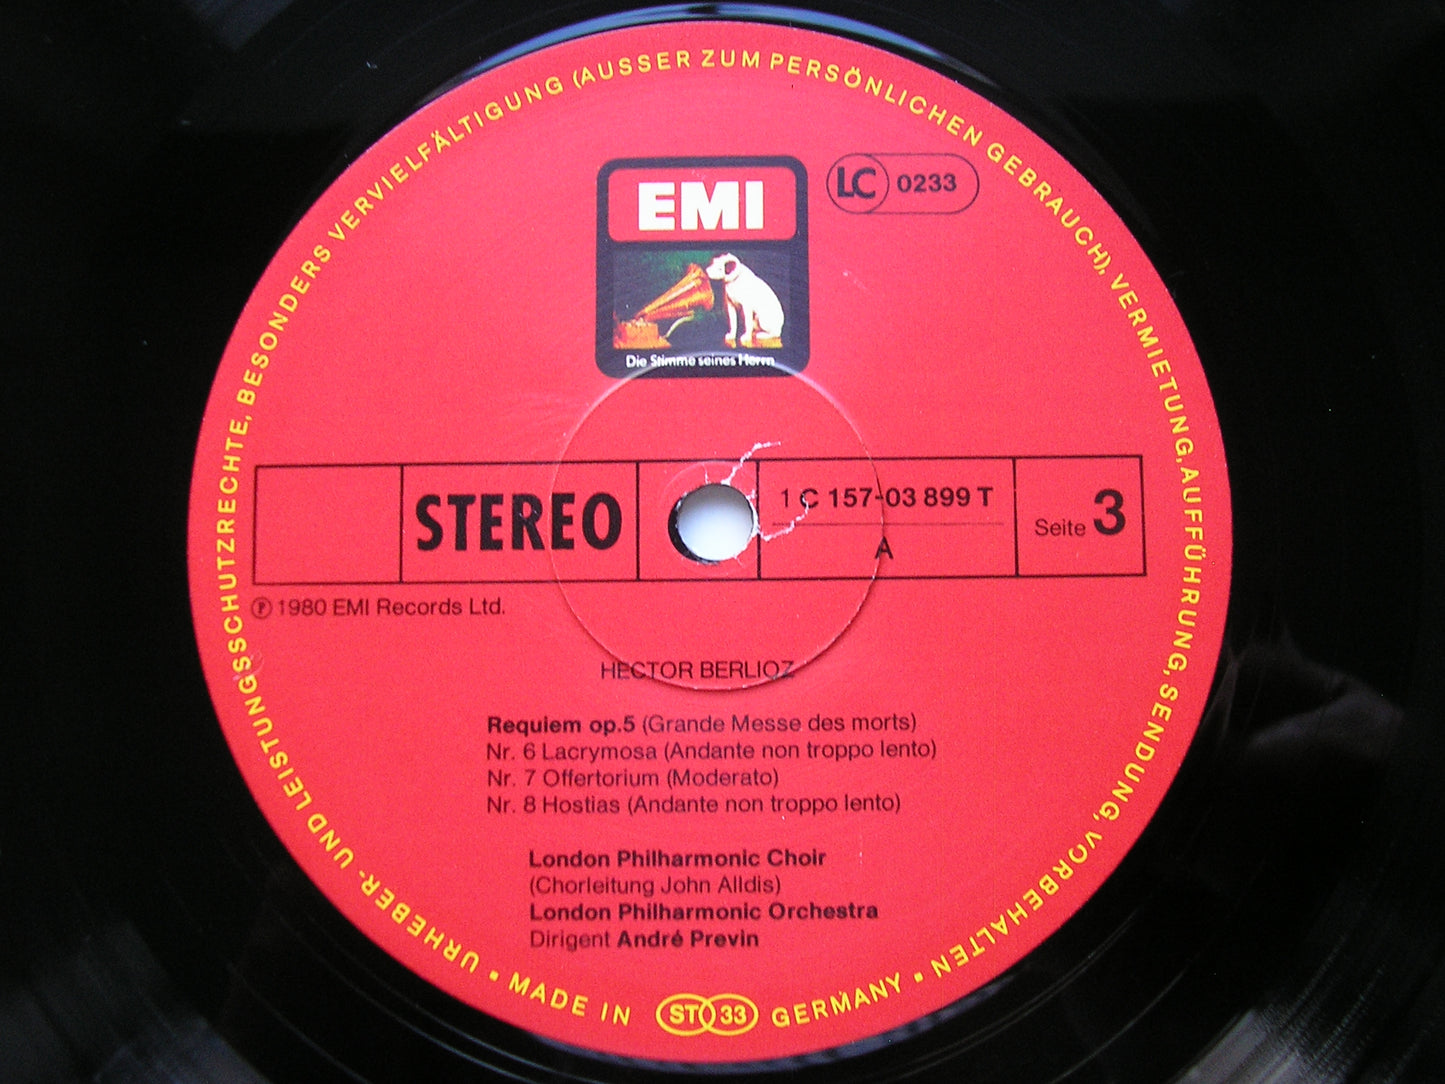 URHEBER- UND LEISTUNGSSCHUTZRECHTE, BESONDERS VERVIELFÄLTIGUNG (AUSSER ZUM PERSÖNLICHEN GEBRAUCH), VERMIETUNG, AUFFÜHRUNG, SENDUNG, VORBEHALTEN
EMI
LC 0233
Die Stimme seines Herrn
STEREO
1 C 157-03 899 T
A
Seite 3
℗ 1980 EMI Records Ltd.
HECTOR BERLIOZ
Requiem op.5 (Grande Messe des morts)
Nr. 6 Lacrymosa (Andante non troppo lento)
Nr. 7 Offertorium (Moderato)
Nr. 8 Hostias (Andante non troppo lento)
London Philharmonic Choir
(Chorleitung John Alldis)
London Philharmonic Orchestra
Dirigent André Previn
MADE IN ST 33 GERMANY